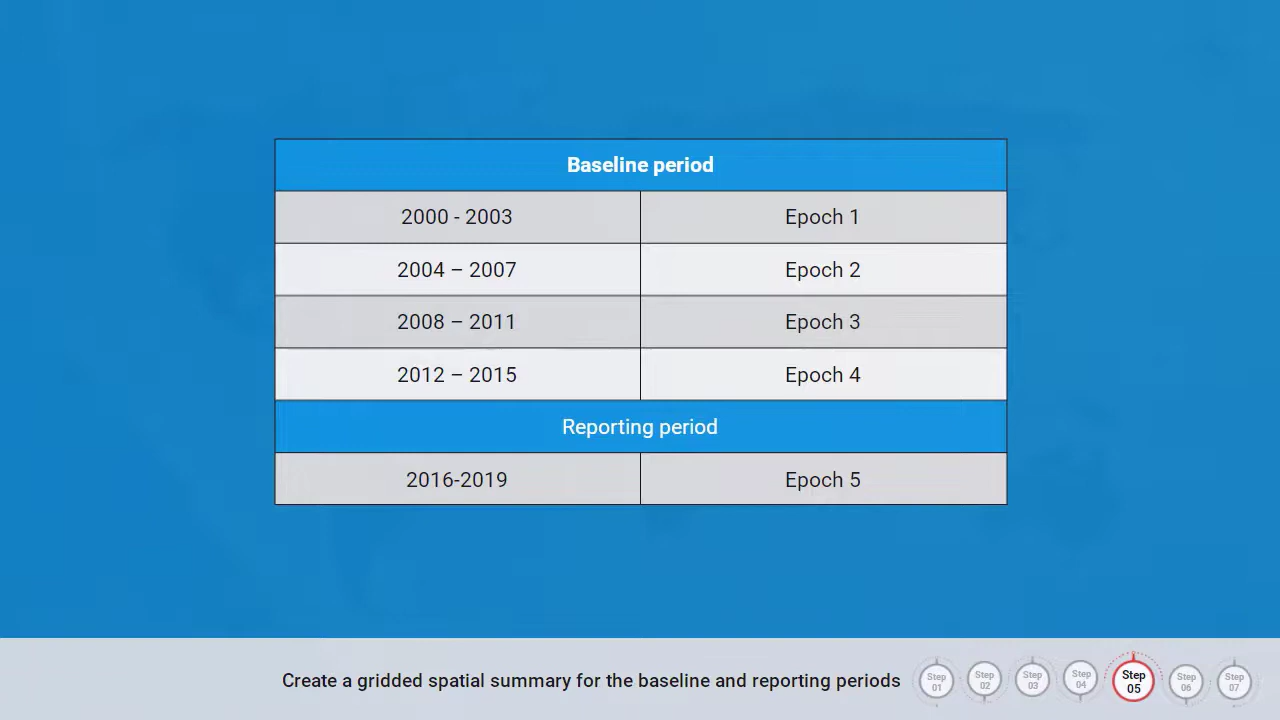 Baseline period
2000 - 2003 Epoch 1
2004 – 2007 Epoch 2
2008 – 2011 Epoch 3
2012 – 2015 Epoch 4
Reporting period
2016-2019 Epoch 5
Create a gridded spatial summary for the baseline and reporting periods
Step 01
Step 02
Step 03
Step 04
Step 05
Step 06
Step 07